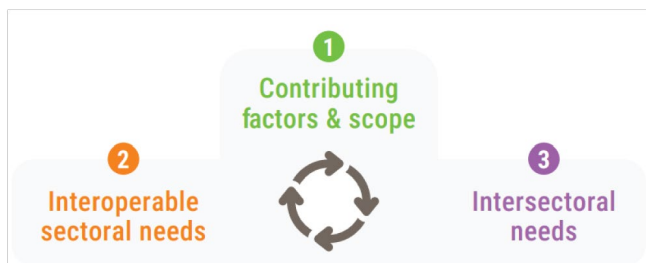 1
Contributing
factors & scope
2
Interoperable
sectoral needs
3
Intersectoral
needs